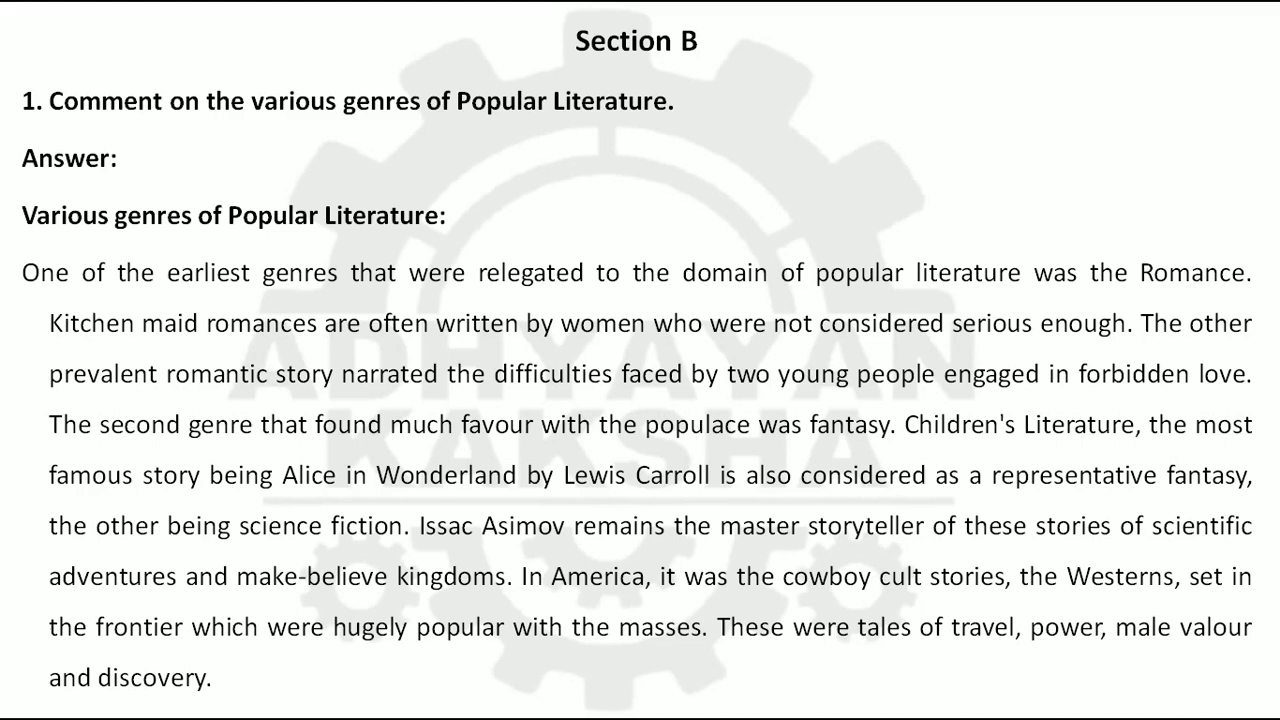 Section B
1. Comment on the various genres of Popular Literature.
Answer:
Various genres of Popular Literature:
One of the earliest genres that were relegated to the domain of popular literature was the Romance.
Kitchen maid romances are often written by women who were not considered serious enough. The other
prevalent romantic story narrated the difficulties faced by two young people engaged in forbidden love.
The second genre that found much favour with the populace was fantasy. Children's Literature, the most
famous story being Alice in Wonderland by Lewis Carroll is also considered as a representative fantasy,
the other being science fiction. Issac Asimov remains the master storyteller of these stories of scientific
adventures and make-believe kingdoms. In America, it was the cowboy cult stories, the Westerns, set in
the frontier which were hugely popular with the masses. These were tales of travel, power, male valour
and discovery.
ADHYAYAN
KAKSHA